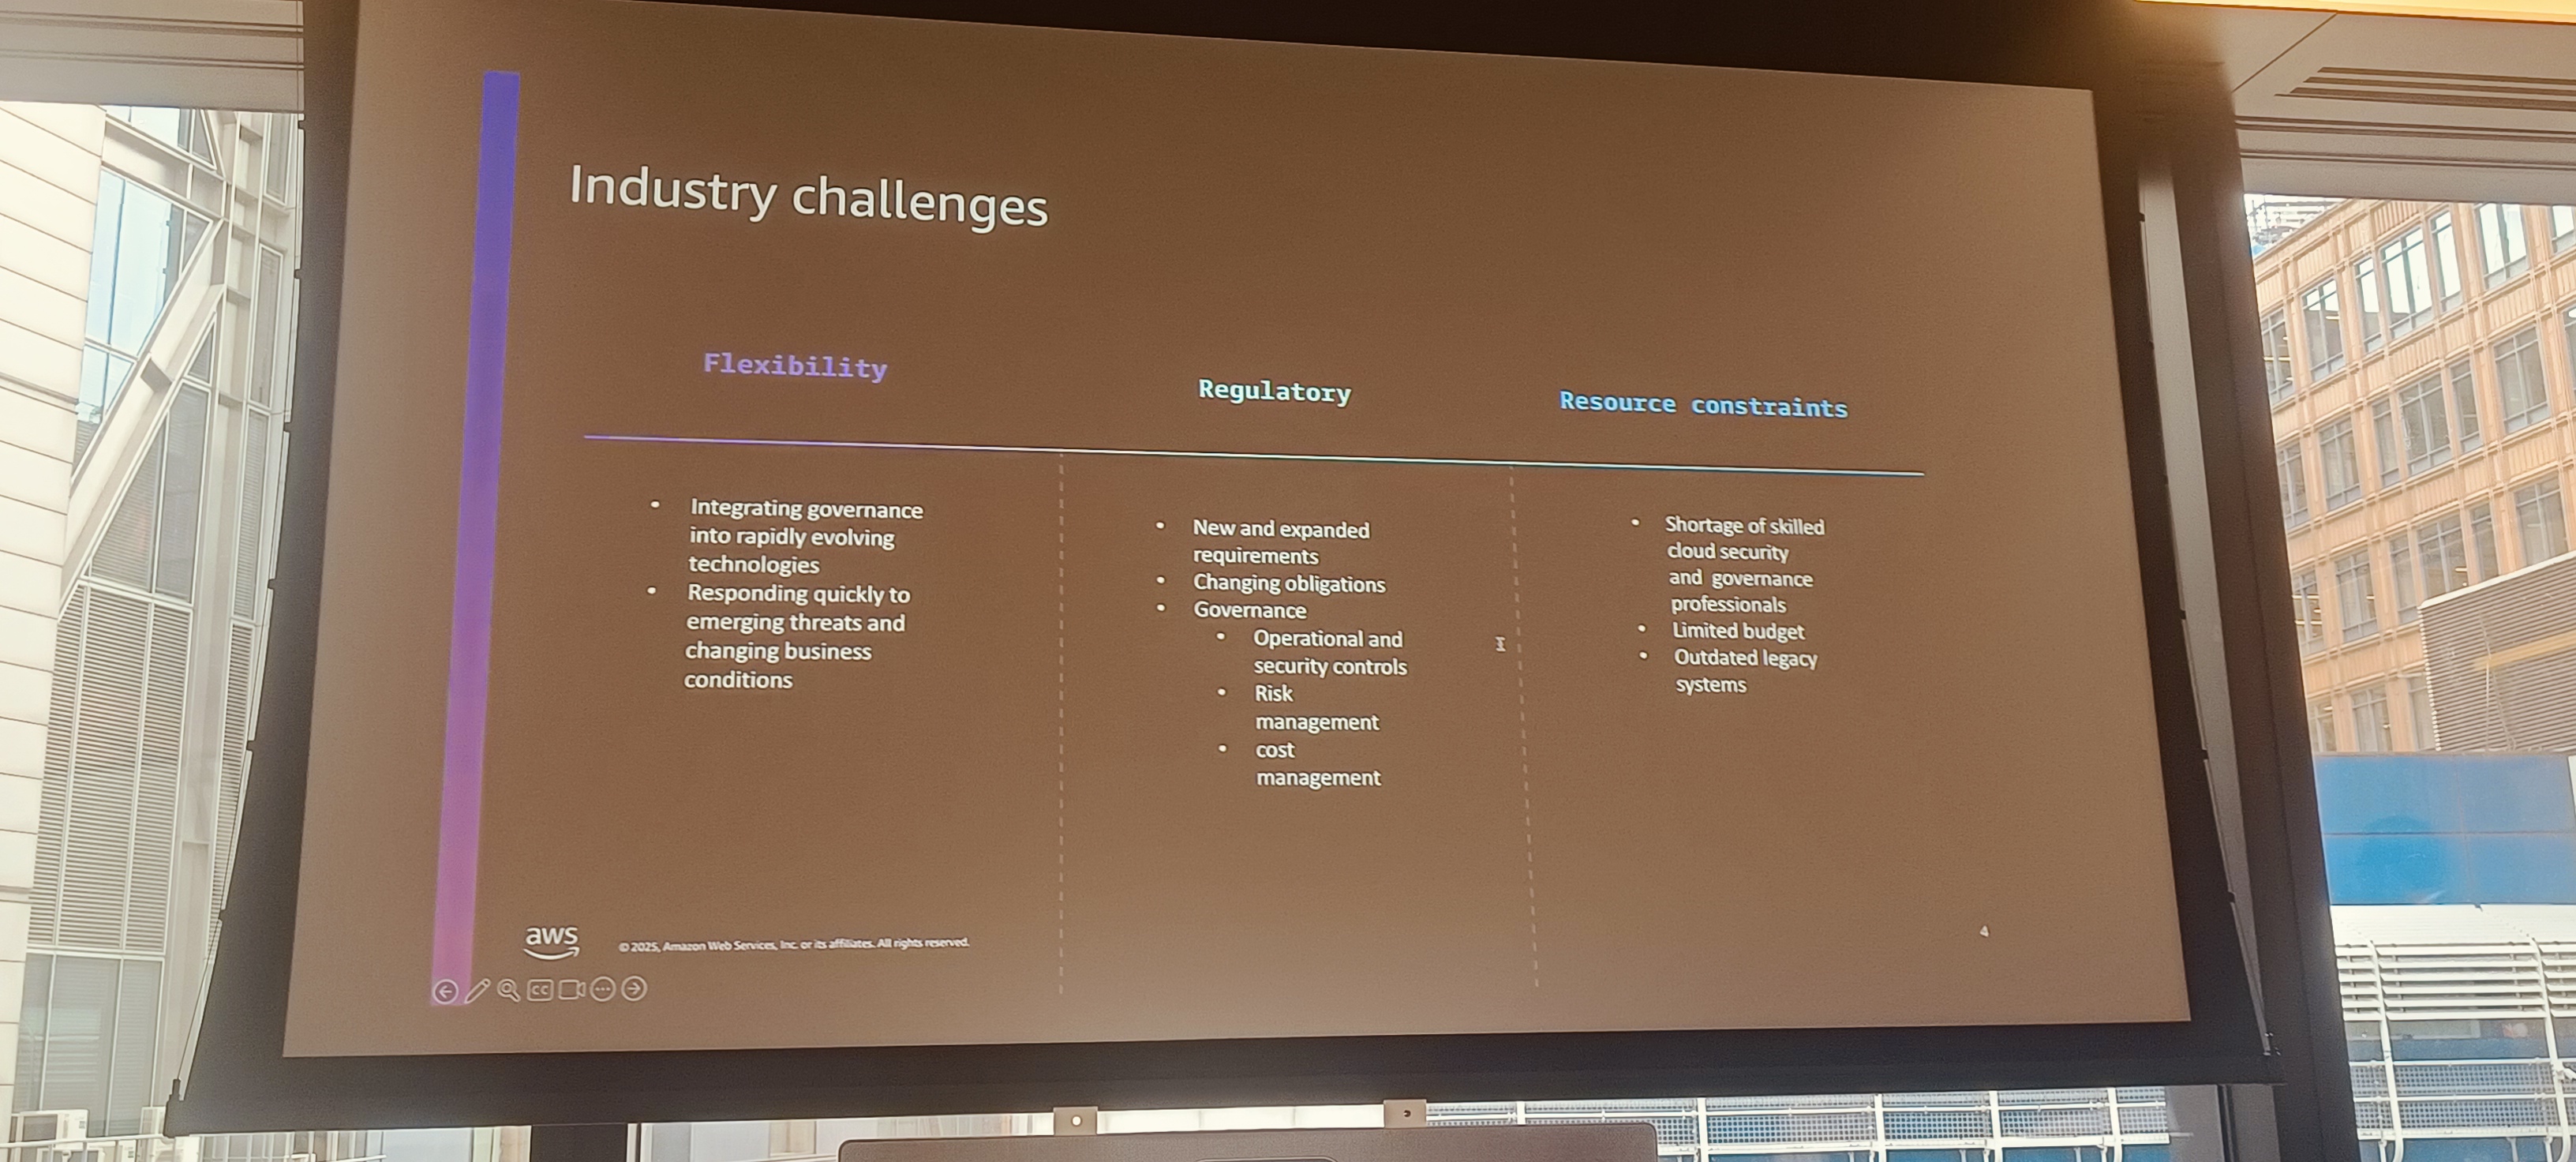 Industry challenges
Flexibility
Integrating governance
into rapidly evolving
technologies
Responding quickly to
emerging threats and
changing business
conditions
Regulatory
New and expanded
requirements
Changing obligations
Governance
Operational and
security controls
Risk
management
cost
management
Resource constraints
Shortage of skilled
cloud security
and governance
professionals
Limited budget
Outdated legacy
systems
aws
© 2025, Amazon Web Services, Inc. or its affiliates. All rights reserved.
4
CC